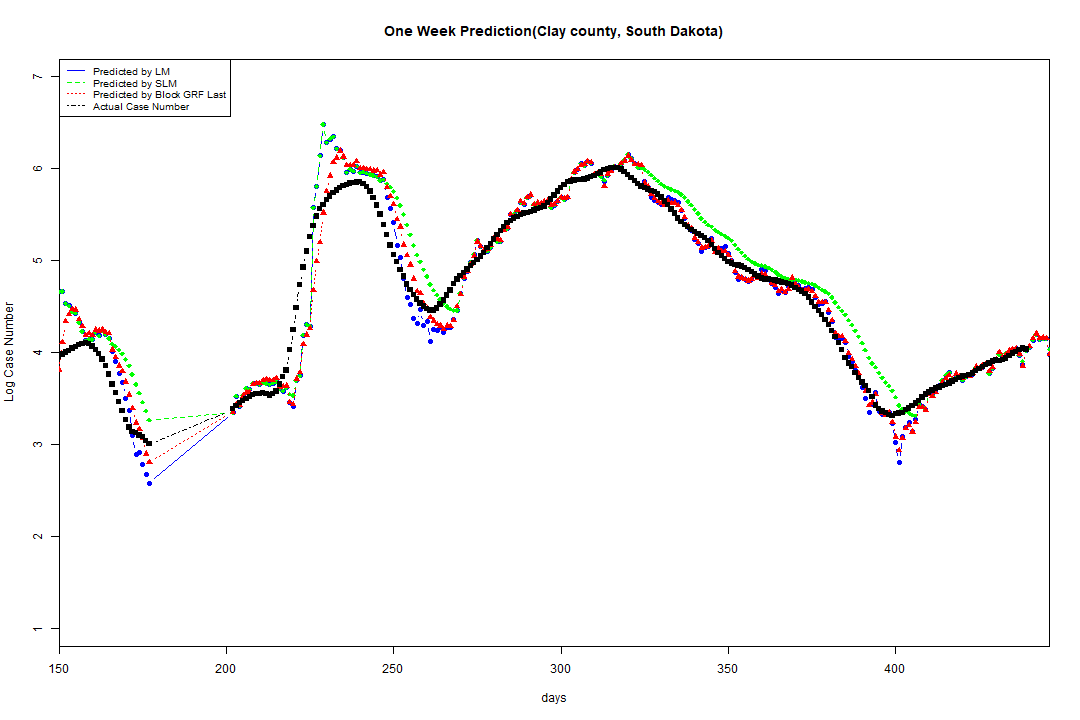 One Week Prediction(Clay county, South Dakota)
Predicted by LM
Predicted by SLM
Predicted by Block GRF Last
Actual Case Number
7
6
5
4
3
2
1
Log Case Number
150 200 250 300 350 400
days